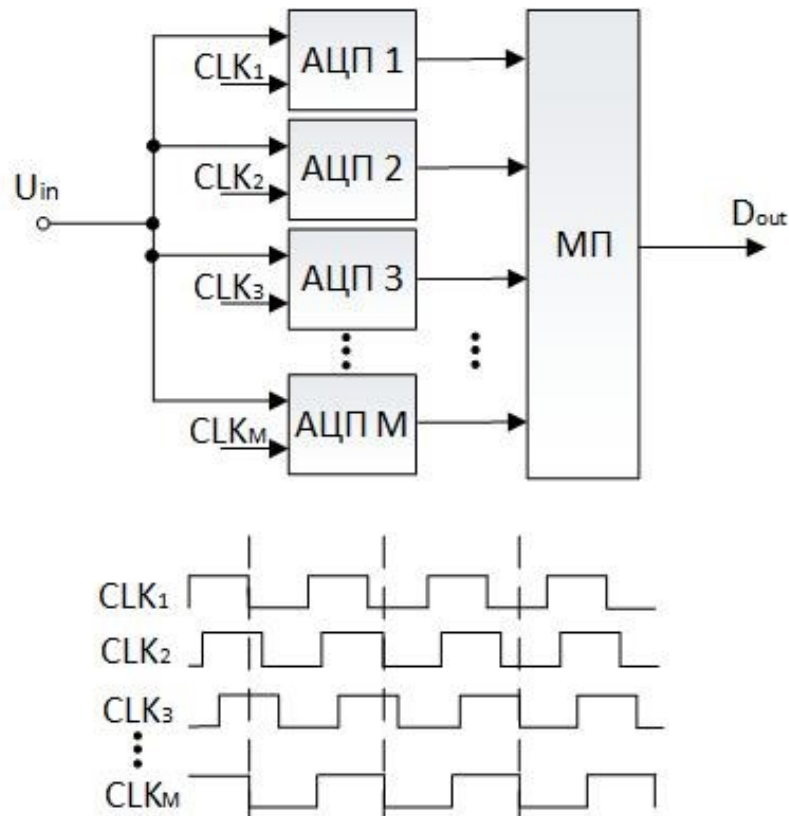 CLK₁
АЦП 1
CLK₂
АЦП 2
Uin
CLK₃
АЦП 3
МП
Dout
CLKM
АЦП M
CLK₁
CLK₂
CLK₃
CLKM